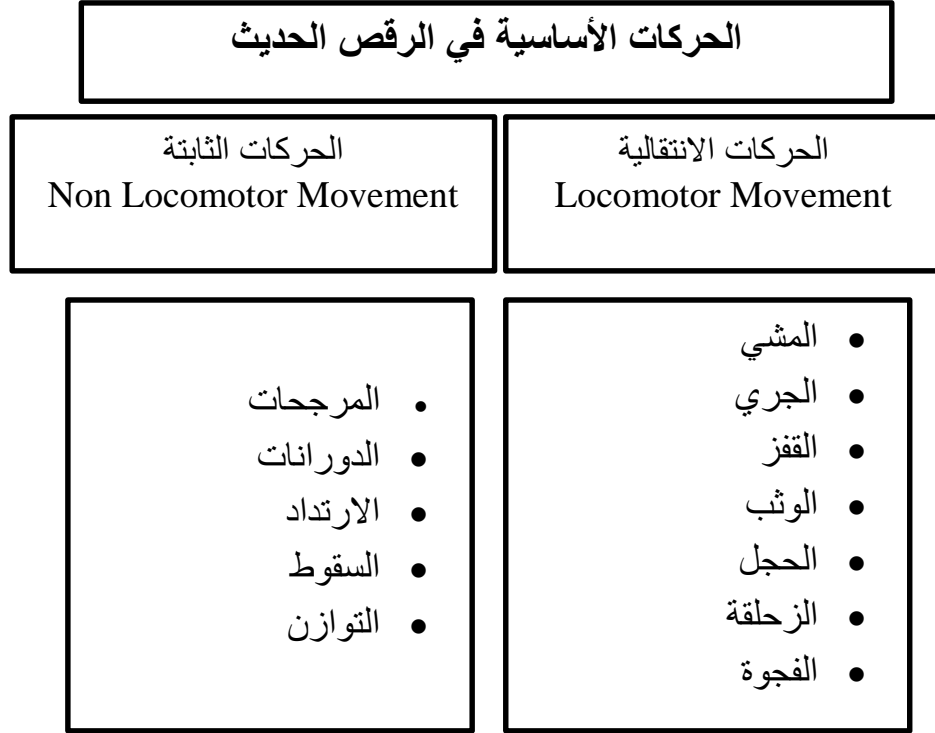 الحركات الأساسية في الرقص الحديث
الحركات الانتقالية
Locomotor Movement
الحركات الثابتة
Non Locomotor Movement
• المشي
• الجري
• القفز
• الوثب
• الحجل
• الزحلقة
• الفجوة
• المرجحات
• الدورانات
• الارتداد
• السقوط
• التوازن